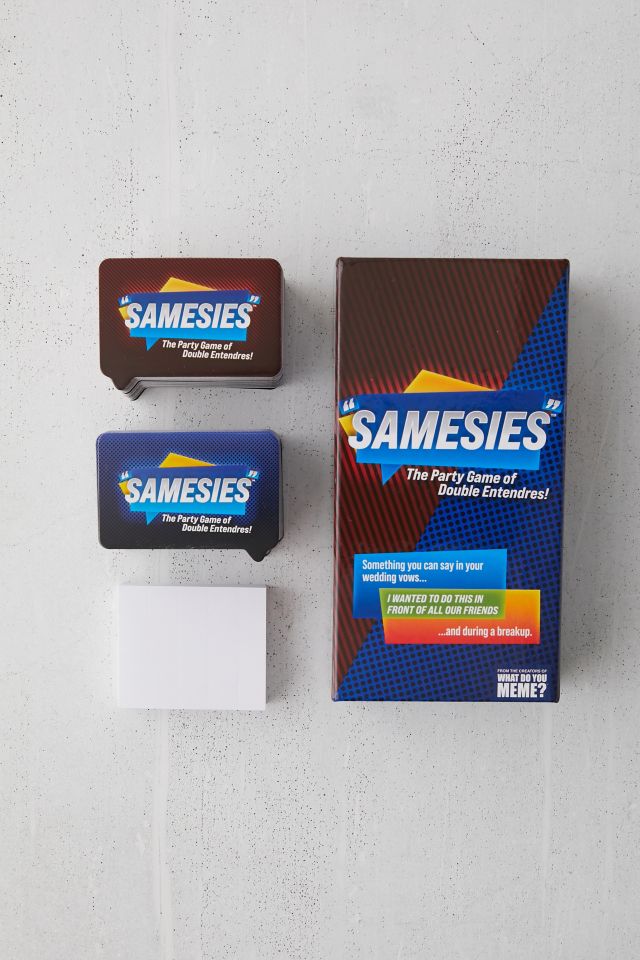 "SAMESIES"™
The Party Game of
Double Entendres!
"SAMESIES"
The Party Game of
Double Entendres!
"SAMESIES"™
The Party Game of
Double Entendres!
Something you can say in your
wedding vows...
I WANTED TO DO THIS IN
FRONT OF ALL OUR FRIENDS
...and during a breakup.
FROM THE CREATORS OF
WHAT DO YOU
MEME?